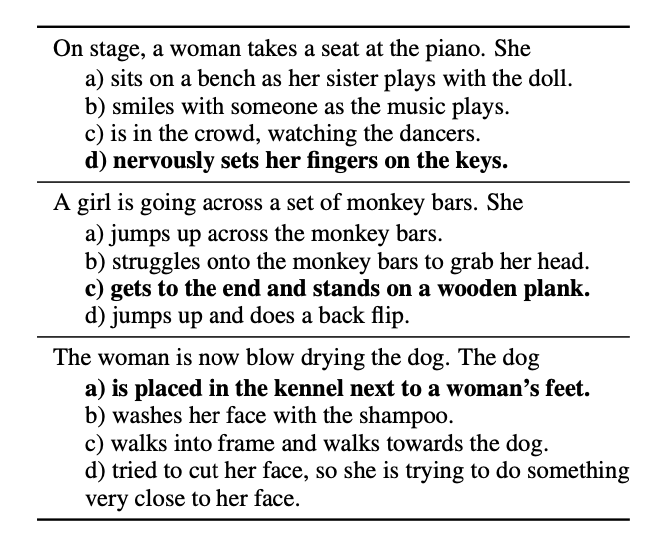 On stage, a woman takes a seat at the piano. She
a) sits on a bench as her sister plays with the doll.
b) smiles with someone as the music plays.
c) is in the crowd, watching the dancers.
d) nervously sets her fingers on the keys.
A girl is going across a set of monkey bars. She
a) jumps up across the monkey bars.
b) struggles onto the monkey bars to grab her head.
c) gets to the end and stands on a wooden plank.
d) jumps up and does a back flip.
The woman is now blow drying the dog. The dog
a) is placed in the kennel next to a woman's feet.
b) washes her face with the shampoo.
c) walks into frame and walks towards the dog.
d) tried to cut her face, so she is trying to do something
very close to her face.